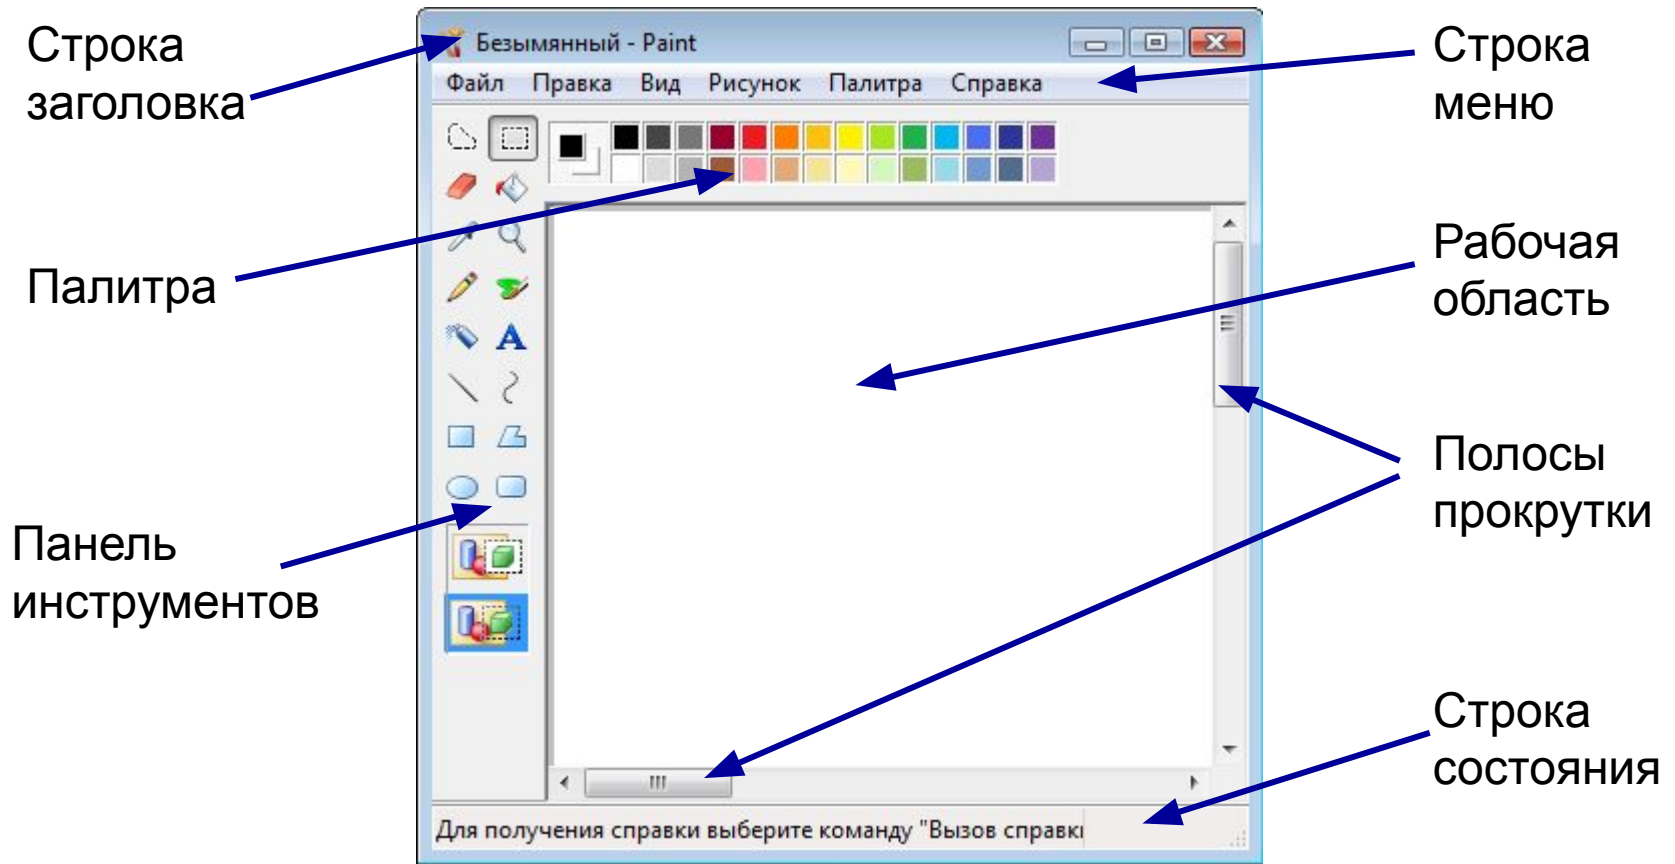 Строка
заголовка
Палитра
Панель
инструментов
Безымянный - Paint
Файл Правка Вид Рисунок Палитра Справка
A
Для получения справки выберите команду "Вызов справки
Строка
меню
Рабочая
область
Полосы
прокрутки
Строка
состояния